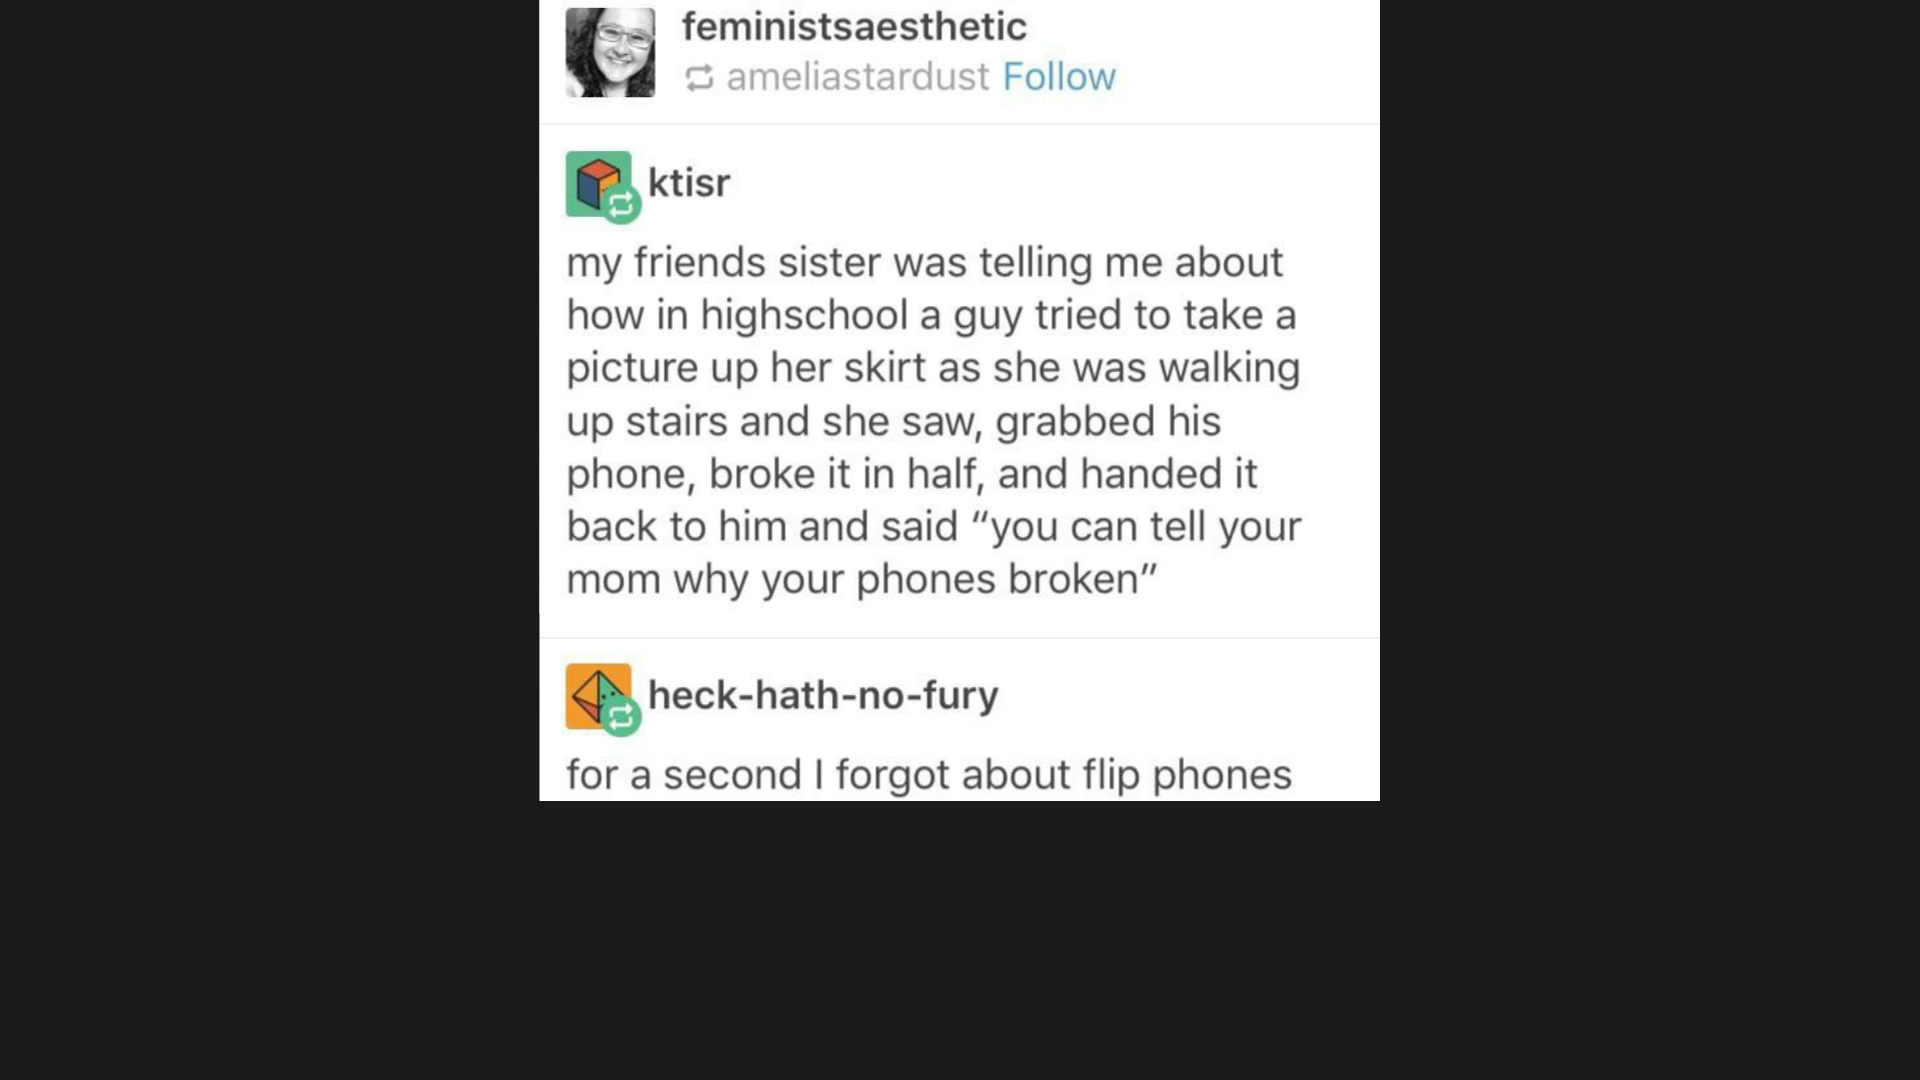 feministsaesthetic
ameliastardust Follow
ktisr
my friends sister was telling me about
how in highschool a guy tried to take a
picture up her skirt as she was walking
up stairs and she saw, grabbed his
phone, broke it in half, and handed it
back to him and said “you can tell your
mom why your phones broken”
heck-hath-no-fury
for a second I forgot about flip phones